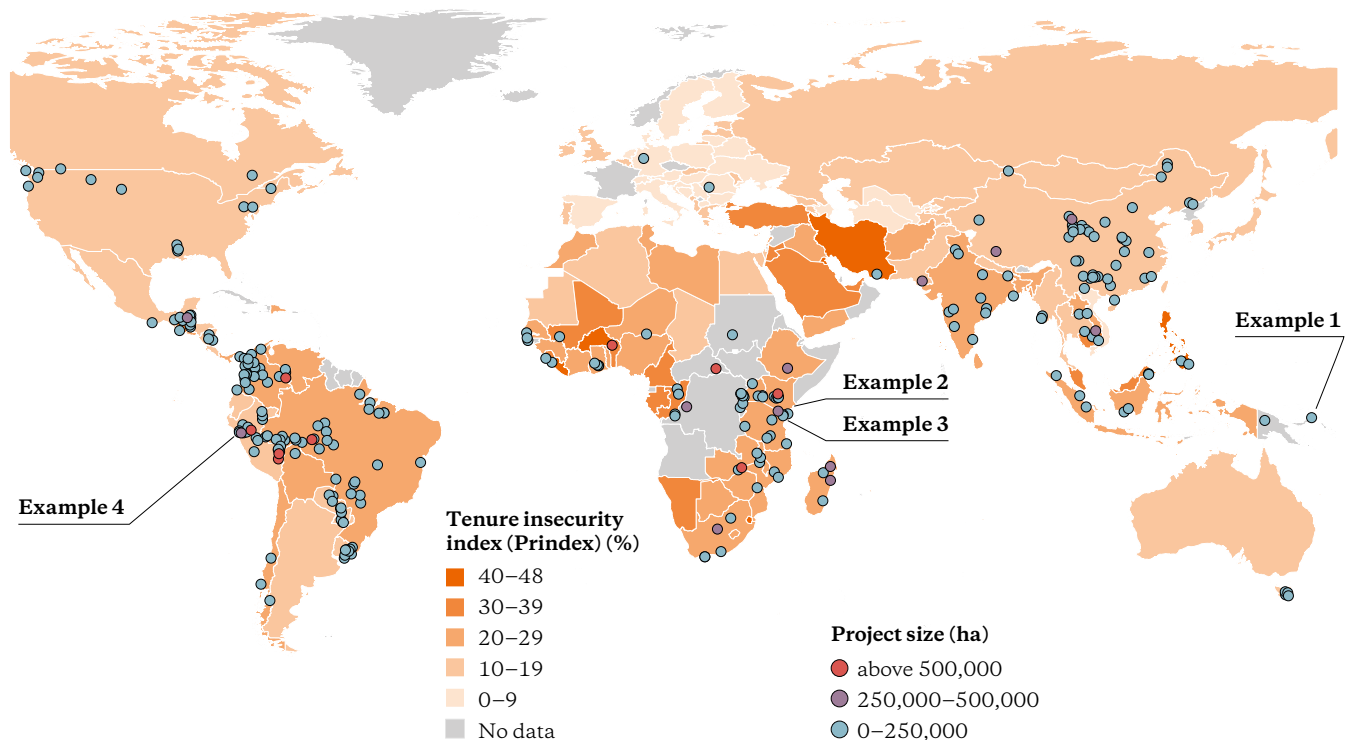 Example 1
Example 2
Example 3
Example 4
Tenure insecurity
index (Prindex) (%)
40–48
30–39
20–29
10–19
0–9
No data
Project size (ha)
above 500,000
250,000–500,000
0–250,000